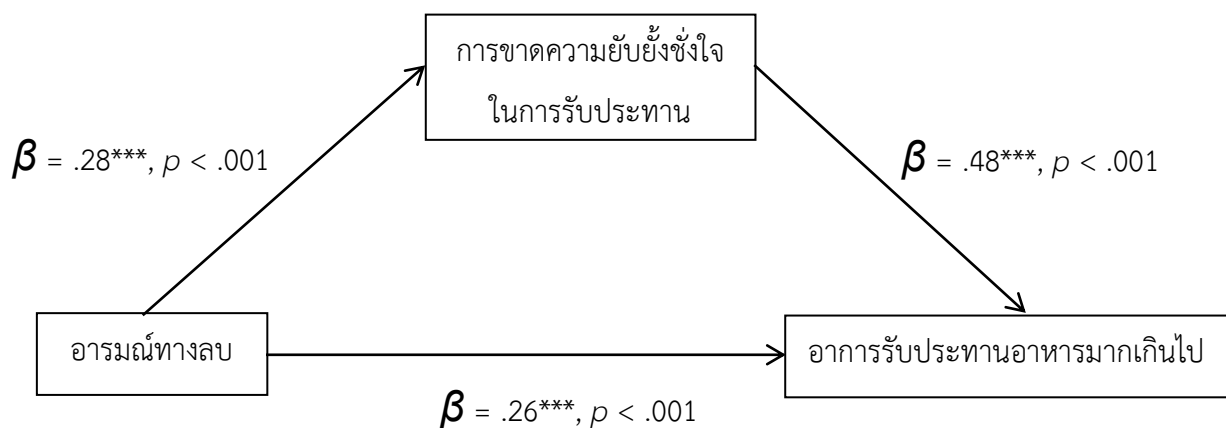 การขาดความยับยั้งชั่งใจ
ในการรับประทาน
β = .28***, p < .001
β = .48***, p < .001
อารมณ์ทางลบ
อาการรับประทานอาหารมากเกินไป
β = .26***, p < .001